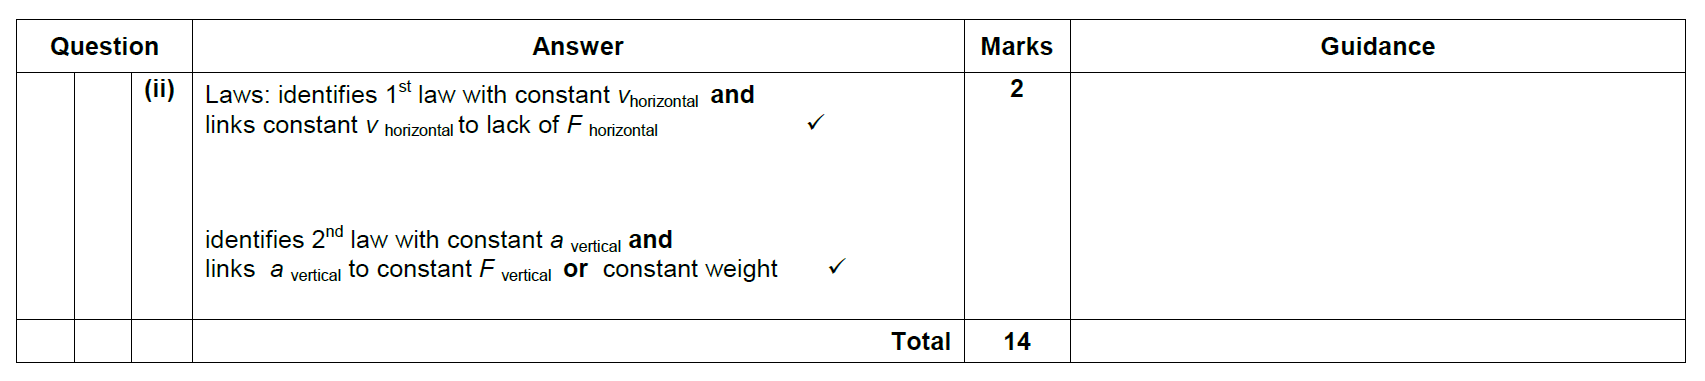 Question Answer Marks Guidance
(ii) Laws: identifies 1st law with constant vhorizontal and 2
links constant v horizontal to lack of F horizontal ✓
identifies 2nd law with constant a vertical and
links a vertical to constant F vertical or constant weight ✓
Total 14